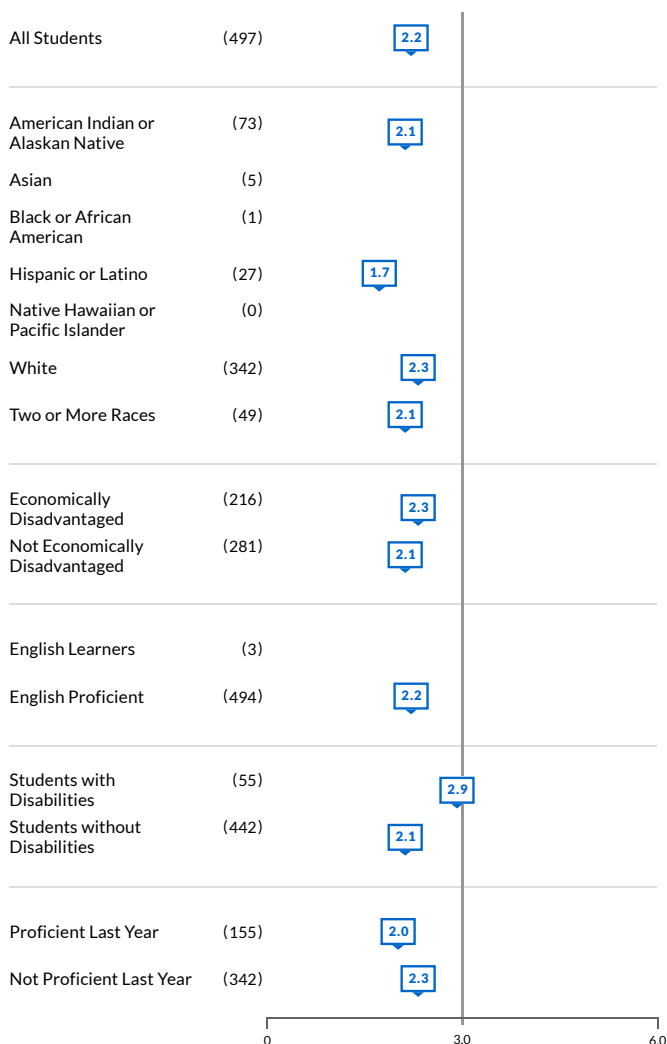 All Students (497) 2.2
American Indian or (73) 2.1
Alaskan Native
Asian (5)
Black or African (1)
American
Hispanic or Latino (27) 1.7
Native Hawaiian or (0)
Pacific Islander
White (342) 2.3
Two or More Races (49) 2.1
Economically (216) 2.3
Disadvantaged
Not Economically (281) 2.1
Disadvantaged
English Learners (3)
English Proficient (494) 2.2
Students with (55) 2.9
Disabilities
Students without (442) 2.1
Disabilities
Proficient Last Year (155) 2.0
Not Proficient Last Year (342) 2.3
0 3.0 6.0